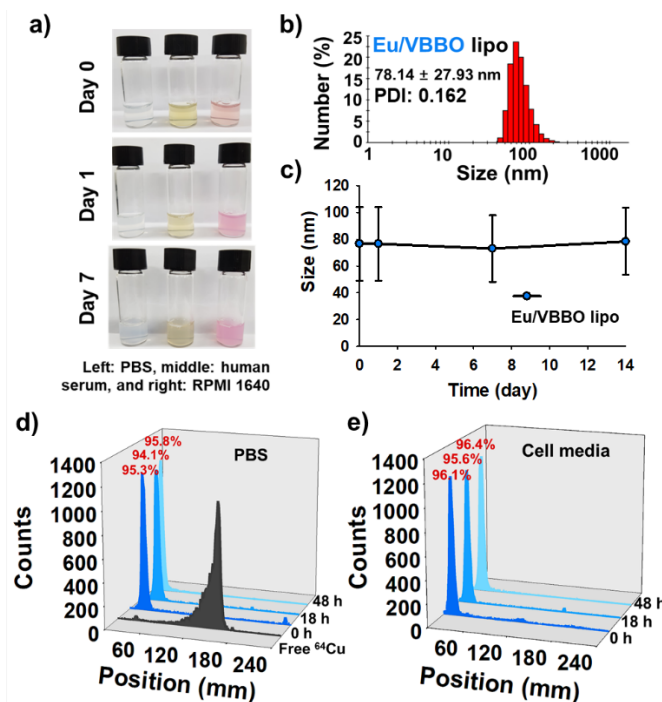 a)
Day 0
Day 1
Day 7
Left: PBS, middle: human
serum, and right: RPMI 1640
b)
Eu/VBBO lipo
78.14 ± 27.93 nm
PDI: 0.162
Number (%)
25
20
15
10
5
0
1 10 100 1000
Size (nm)
c)
Size (nm)
120
100
80
60
40
20
0
Eu/VBBO lipo
0 2 4 6 8 10 12 14
Time (day)
d)
PBS
95.8%
94.1%
95.3%
Counts
1400
1200
1000
800
600
400
200
0
48 h
18 h
0 h
Free ⁶⁴Cu
60 120 180 240
Position (mm)
e)
Cell media
96.4%
95.6%
96.1%
Counts
1400
1200
1000
800
600
400
200
0
48 h
18 h
0 h
60 120 180 240
Position (mm)